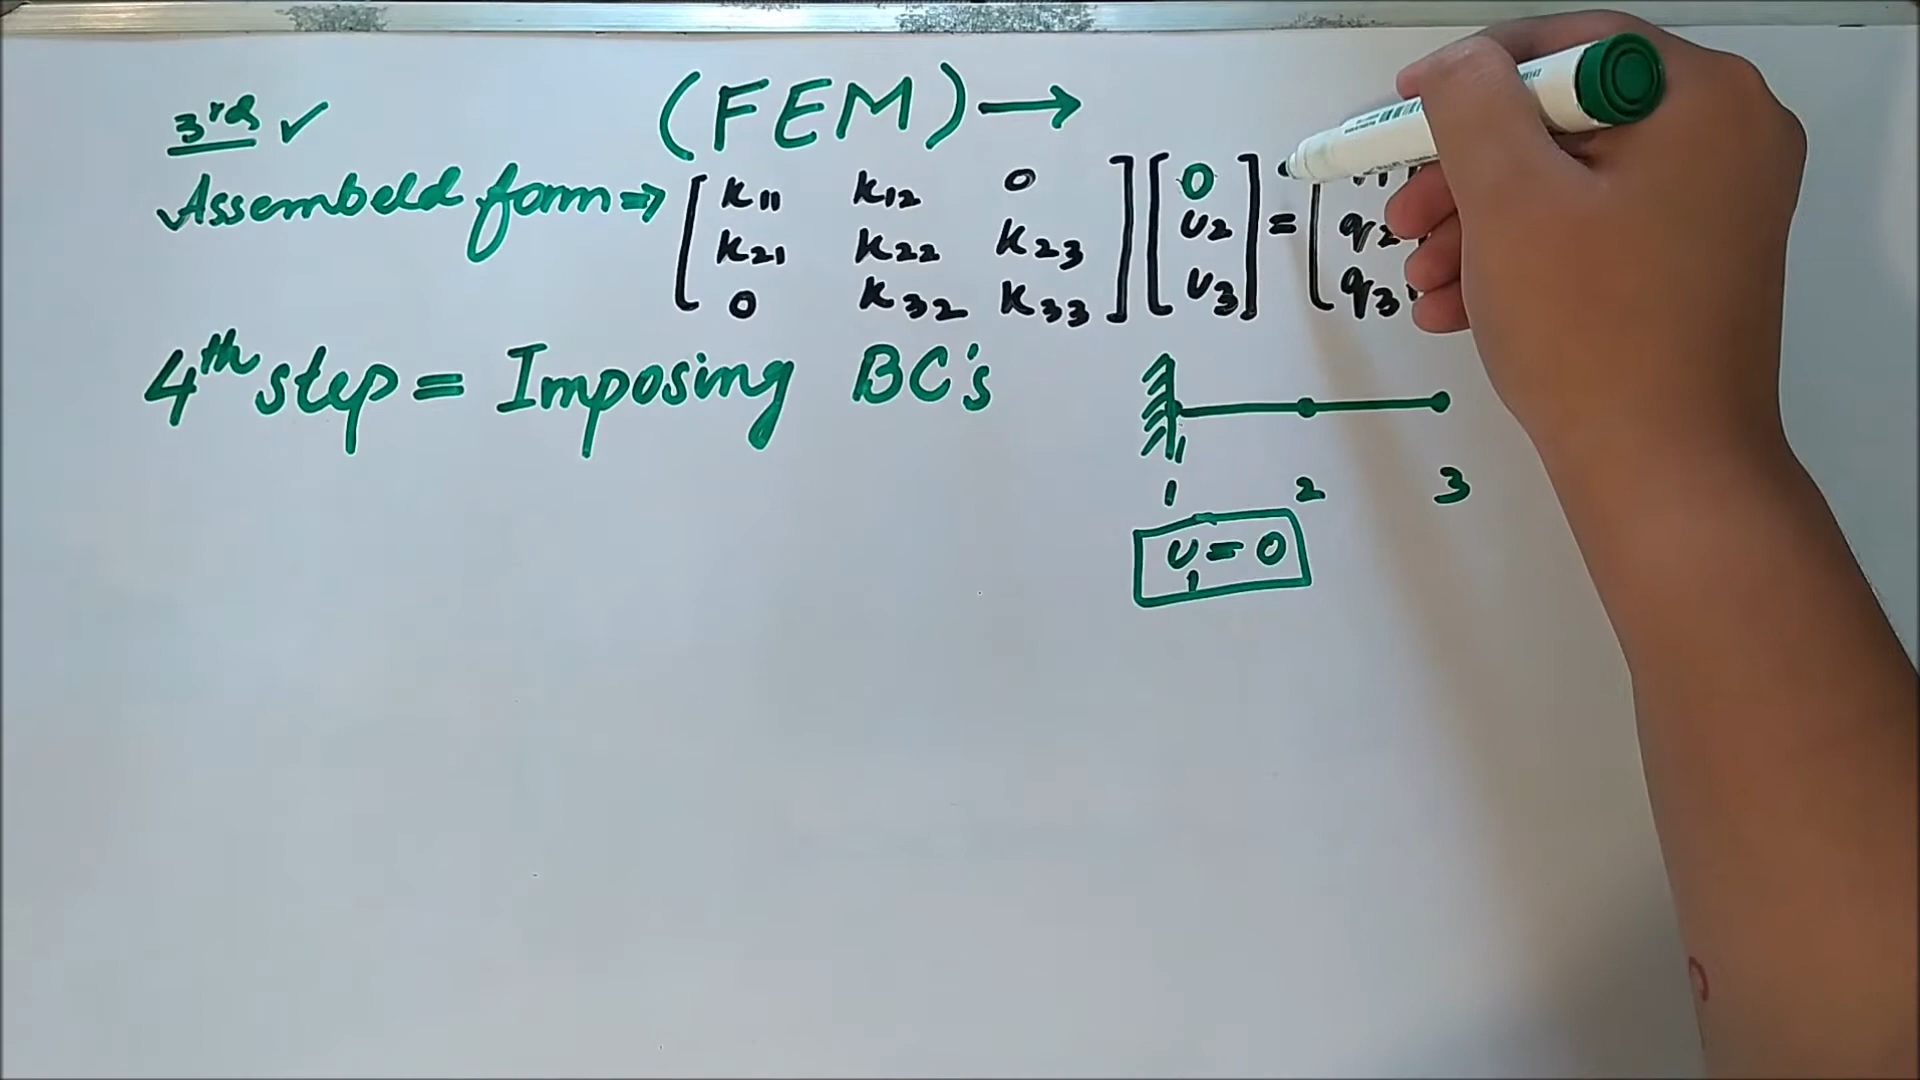 (FEM) →
3rd ✓
Assembeld form ⇒ [k11 k12 0] [0]
[k21 k22 k23] [u2] = [q2
[0 k32 k33] [u3] [q3
4th step = Imposing BC's
1 2 3
u1 = 0